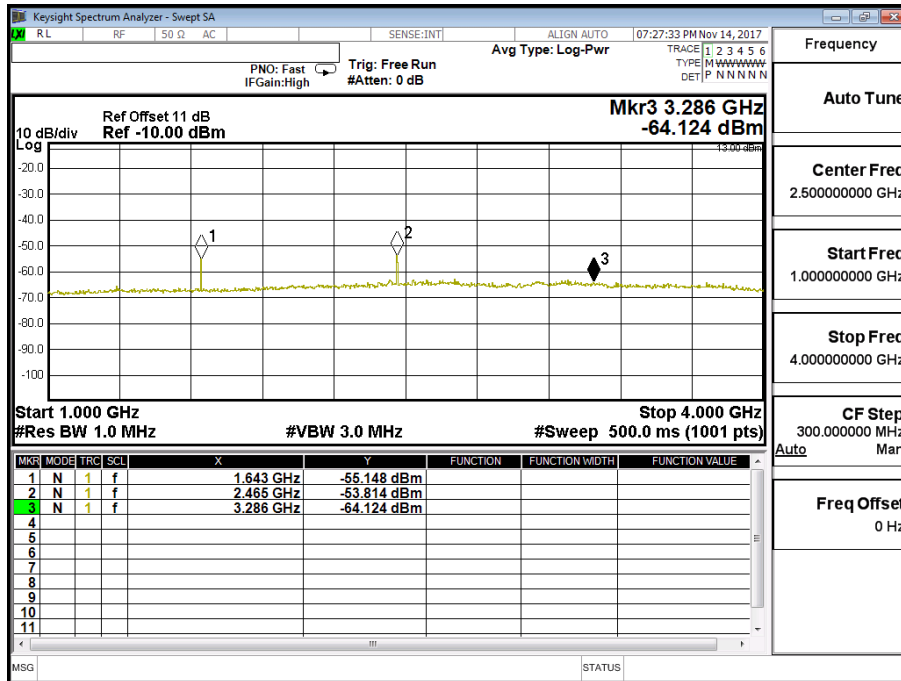 Keysight Spectrum Analyzer - Swept SA
LXI RL RF 50 Ω AC SENSE:INT ALIGN AUTO 07:27:33 PM Nov 14, 2017
PNO: Fast
IFGain:High
Trig: Free Run
#Atten: 0 dB
Avg Type: Log-Pwr
TRACE 1 2 3 4 5 6
TYPE M W W W W W
DET P N N N N N
Mkr3 3.286 GHz
-64.124 dBm
Ref Offset 11 dB
10 dB/div Ref -10.00 dBm
Log
13.00 dBm
-20.0
-30.0
-40.0
-50.0
-60.0
-70.0
-80.0
-90.0
-100
1
2
3
Start 1.000 GHz Stop 4.000 GHz
#Res BW 1.0 MHz #VBW 3.0 MHz #Sweep 500.0 ms (1001 pts)
MKR MODE TRC SCL X Y FUNCTION FUNCTION WIDTH FUNCTION VALUE
1 N 1 f 1.643 GHz -55.148 dBm
2 N 1 f 2.465 GHz -53.814 dBm
3 N 1 f 3.286 GHz -64.124 dBm
4
5
6
7
8
9
10
11
MSG STATUS
Frequency
Auto Tune
Center Freq
2.500000000 GHz
Start Freq
1.000000000 GHz
Stop Freq
4.000000000 GHz
CF Step
300.000000 MHz
Auto Man
Freq Offset
0 Hz